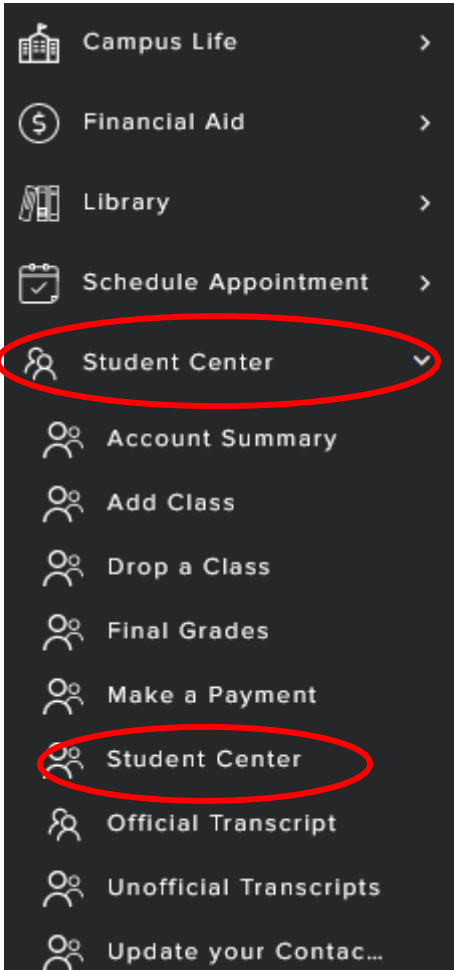 Campus Life
Financial Aid
Library
Schedule Appointment
Student Center
Account Summary
Add Class
Drop a Class
Final Grades
Make a Payment
Student Center
Official Transcript
Unofficial Transcripts
Update your Contac...